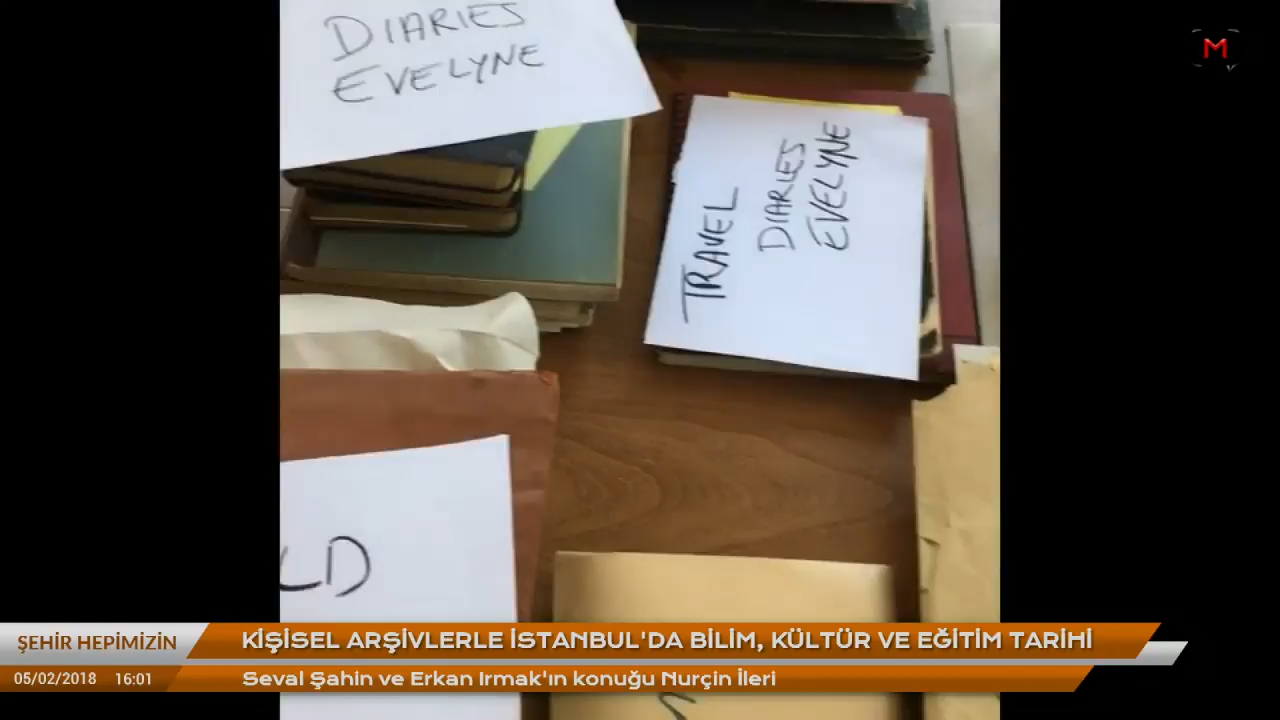 DIARIES
EVELYNE
TRAVEL
DIARIES
EVELYNE
LD
M
ŞEHİR HEPİMİZİN
KİŞİSEL ARŞİVLERLE İSTANBUL'DA BİLİM, KÜLTÜR VE EĞİTİM TARİHİ
05/02/2018 16:01
Seval Şahin ve Erkan Irmak'ın konuğu Nurçin İleri